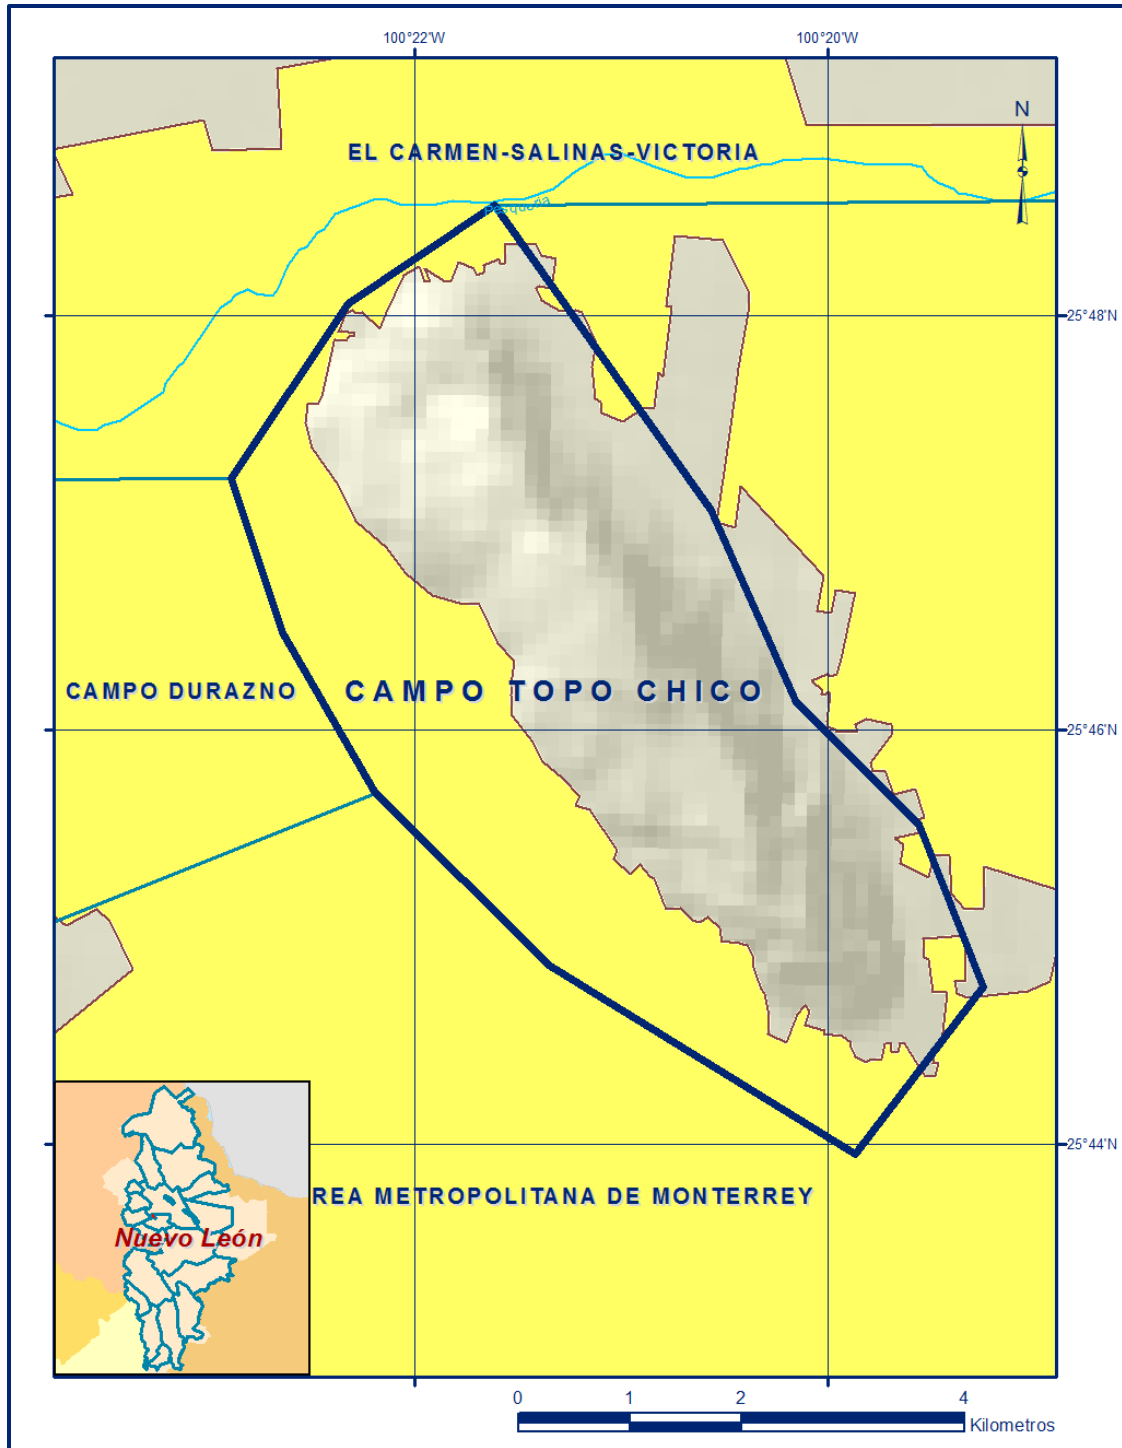 100°22'W
100°20'W
N
EL CARMEN-SALINAS-VICTORIA
Pesquería
25°48'N
CAMPO DURAZNO
CAMPO TOPO CHICO
25°46'N
25°44'N
REA METROPOLITANA DE MONTERREY
Nuevo León
0 1 2 4
Kilometros